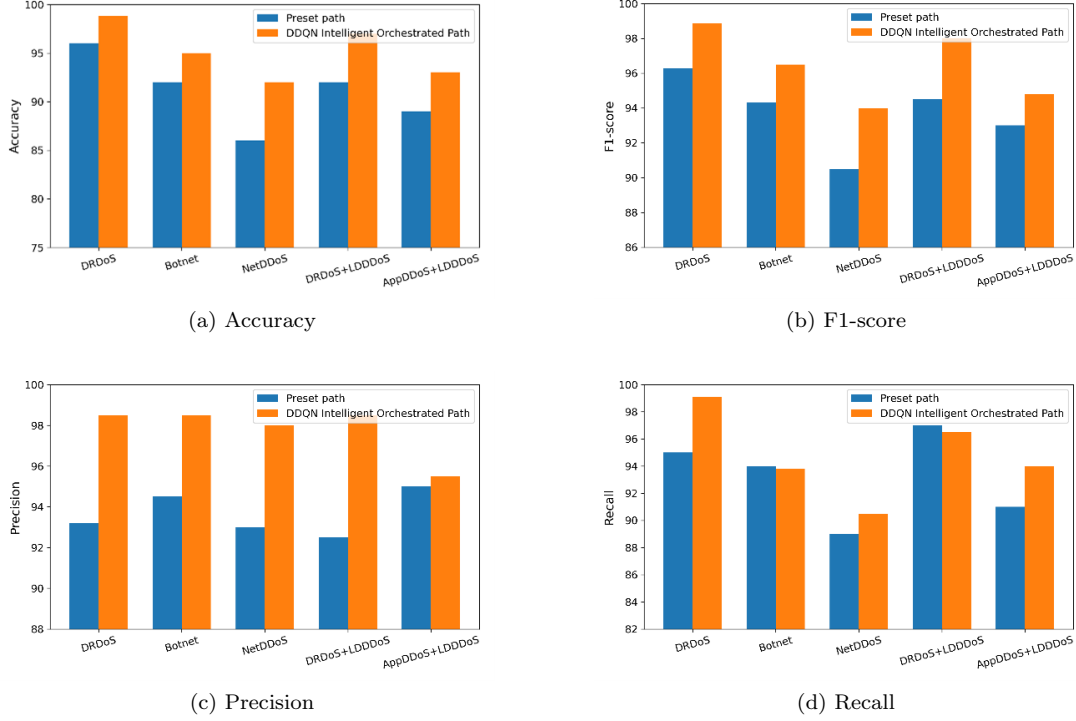 100
95
90
85
80
75
Accuracy
Preset path
DDQN Intelligent Orchestrated Path
DRDoS
Botnet
NetDDoS
DRDoS+LDDDoS
AppDDoS+LDDDoS
(a) Accuracy
100
98
96
94
92
90
88
86
F1-score
Preset path
DDQN Intelligent Orchestrated Path
DRDoS
Botnet
NetDDoS
DRDoS+LDDDoS
AppDDoS+LDDDoS
(b) F1-score
100
98
96
94
92
90
88
Precision
Preset path
DDQN Intelligent Orchestrated Path
DRDoS
Botnet
NetDDoS
DRDoS+LDDDoS
AppDDoS+LDDDoS
(c) Precision
100
98
96
94
92
90
88
86
84
82
Recall
Preset path
DDQN Intelligent Orchestrated Path
DRDoS
Botnet
NetDDoS
DRDoS+LDDDoS
AppDDoS+LDDDoS
(d) Recall